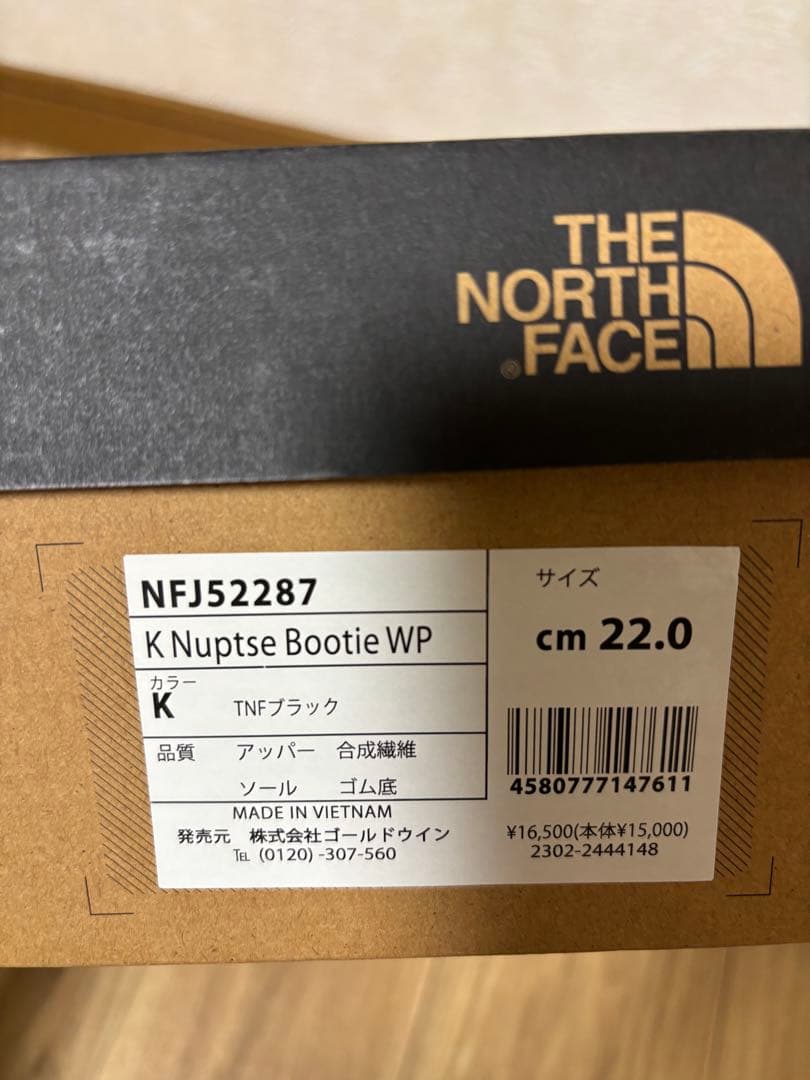 THE
NORTH
FACE
®
NFJ52287
K Nuptse Bootie WP
カラー
K TNFブラック
品質 アッパー 合成繊維
ソール ゴム底
MADE IN VIETNAM
発売元 株式会社ゴールドウイン
℡ (0120) -307-560
サイズ
cm 22.0
4580777147611
¥16,500(本体¥15,000)
2302-2444148